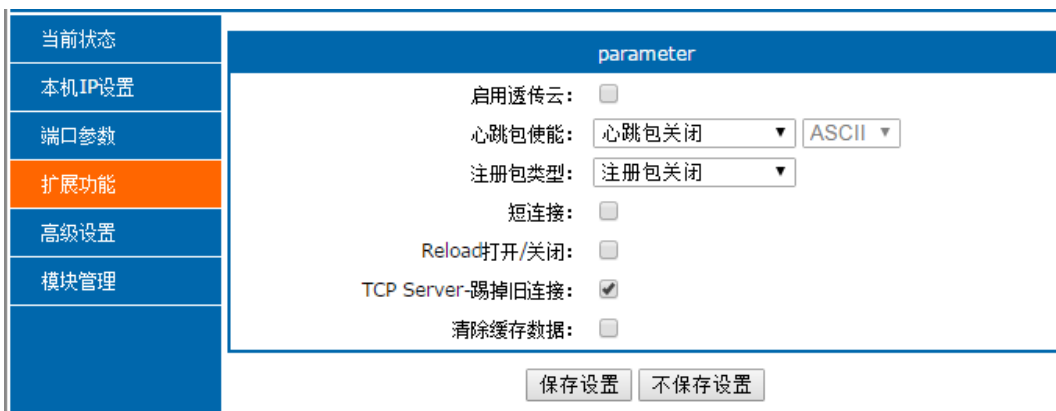 当前状态
本机IP设置
端口参数
扩展功能
高级设置
模块管理
parameter
启用透传云：
心跳包使能： 心跳包关闭 ASCII
注册包类型： 注册包关闭
短连接：
Reload打开/关闭：
TCP Server-踢掉旧连接：
清除缓存数据：
保存设置 不保存设置